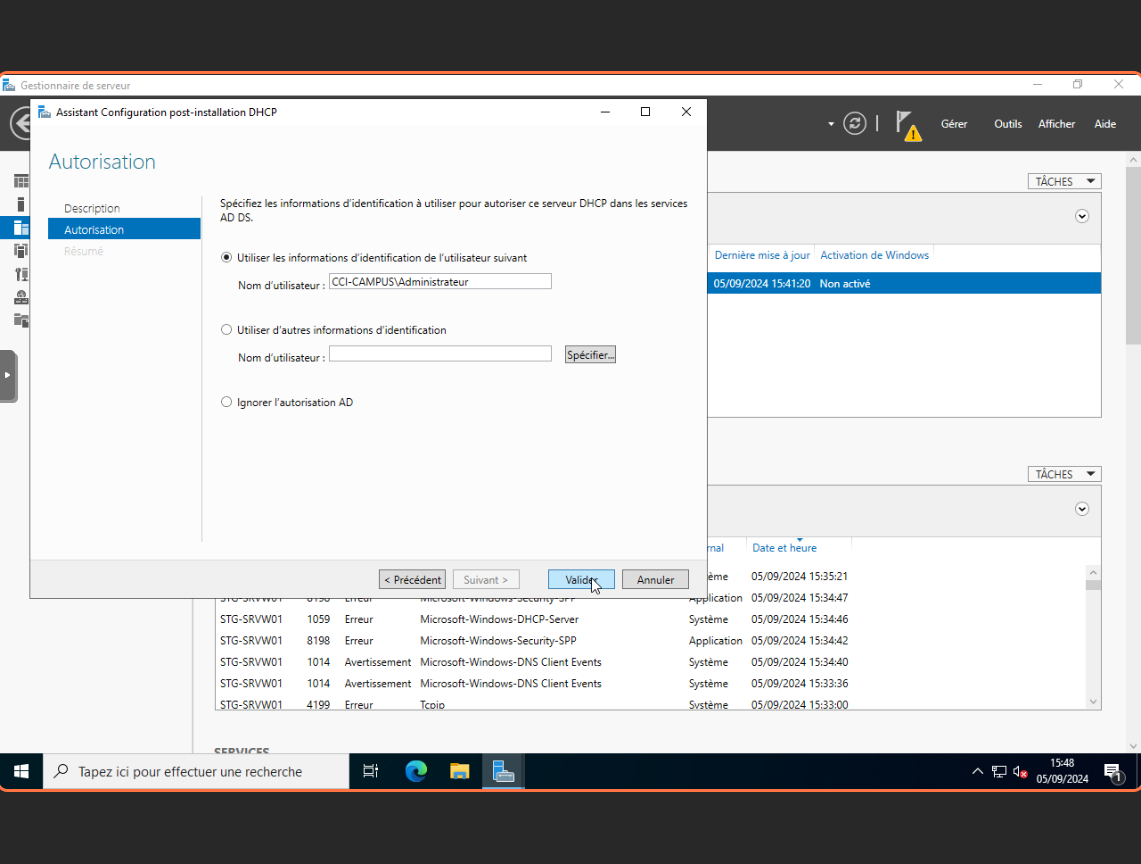 Gestionnaire de serveur
Assistant Configuration post-installation DHCP
Gérer Outils Afficher Aide
Autorisation
Description
Autorisation
Résumé
Spécifiez les informations d'identification à utiliser pour autoriser ce serveur DHCP dans les services
AD DS.
Utiliser les informations d'identification de l'utilisateur suivant
Nom d'utilisateur : CCI-CAMPUS\Administrateur
Utiliser d'autres informations d'identification
Nom d'utilisateur : Spécifier...
Ignorer l'autorisation AD
< Précédent Suivant > Valider Annuler
TÂCHES
Dernière mise à jour Activation de Windows
05/09/2024 15:41:20 Non activé
TÂCHES
Date et heure
05/09/2024 15:35:21
STG-SRVW01 8198 Erreur Microsoft-Windows-Security-SPP Application 05/09/2024 15:34:47
STG-SRVW01 1059 Erreur Microsoft-Windows-DHCP-Server Système 05/09/2024 15:34:46
STG-SRVW01 8198 Erreur Microsoft-Windows-Security-SPP Application 05/09/2024 15:34:42
STG-SRVW01 1014 Avertissement Microsoft-Windows-DNS Client Events Système 05/09/2024 15:34:40
STG-SRVW01 1014 Avertissement Microsoft-Windows-DNS Client Events Système 05/09/2024 15:33:36
STG-SRVW01 4199 Erreur Tcpip Système 05/09/2024 15:33:00
SERVICES
Tapez ici pour effectuer une recherche
15:48
05/09/2024
1